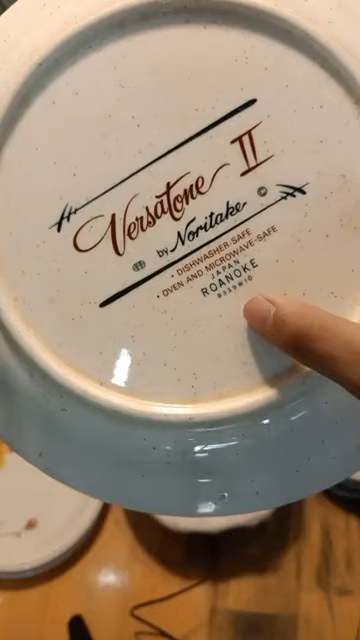 Versatone II
©
by Noritake
• DISHWASHER-SAFE
• OVEN AND MICROWAVE-SAFE
JAPAN
ROANOKE